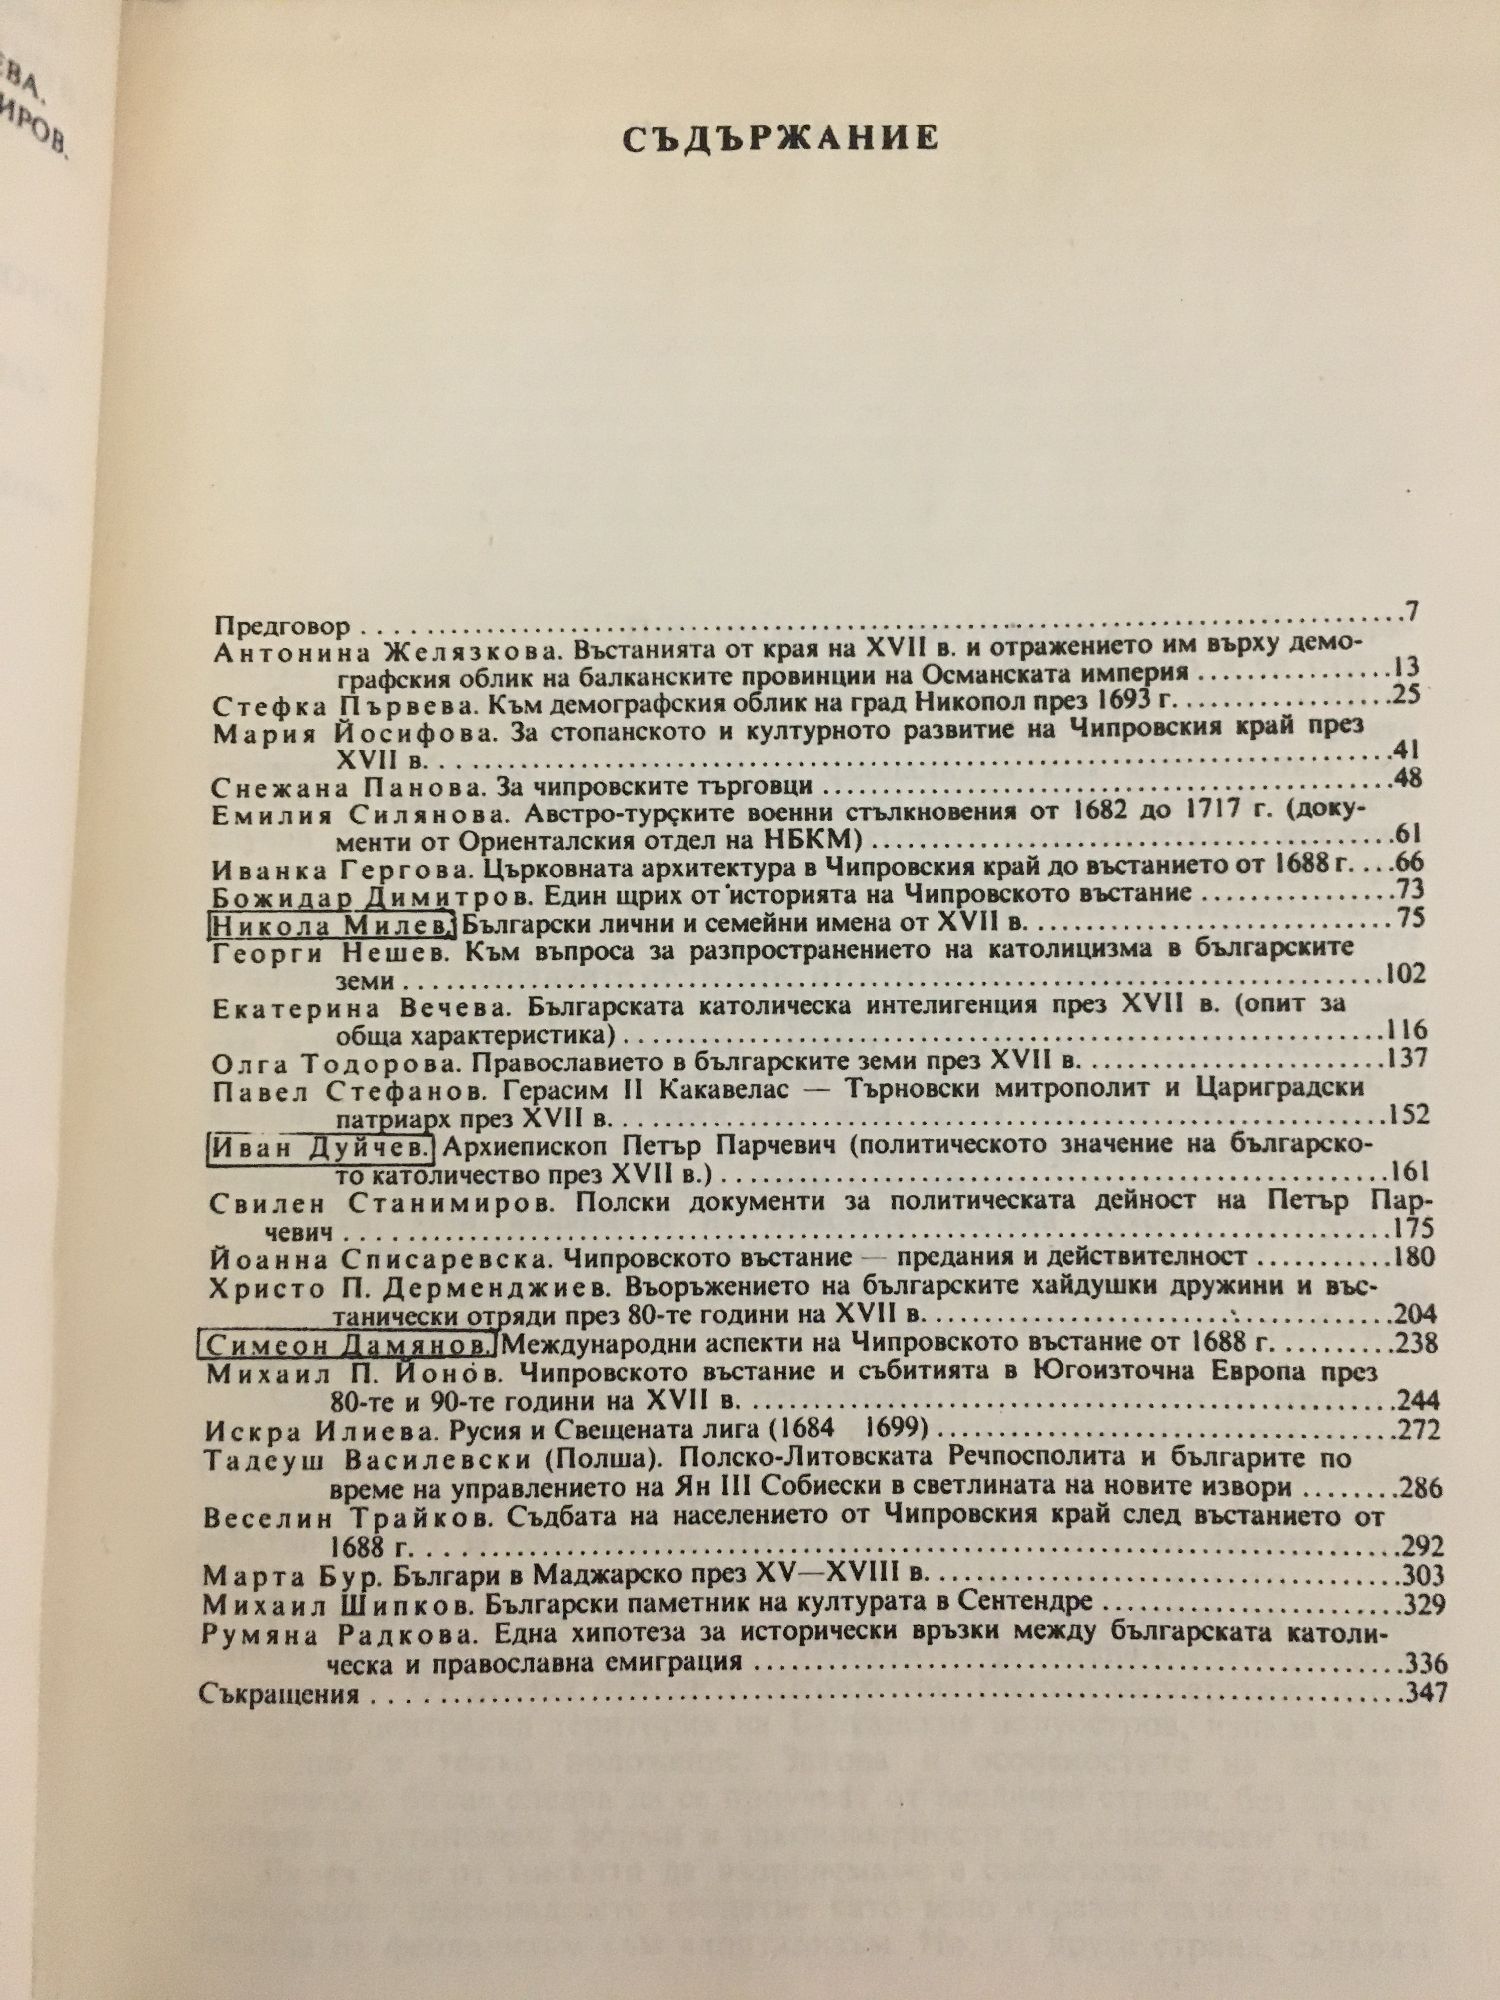 ЕВА.
ИРОВ.
СЪДЪРЖАНИЕ
Предговор . . . . . . . . . . 7
Антонина Желязкова. Въстанията от края на XVII в. и отражението им върху демо-
графския облик на балканските провинции на Османската империя . . . . . . . . . . 13
Стефка Първева. Към демографския облик на град Никопол през 1693 г. . . . . . . . . . 25
Мария Йосифова. За стопанското и културното развитие на Чипровския край през
XVII в. . . . . . . . . . 41
Снежана Панова. За чипровските търговци . . . . . . . . . . 48
Емилия Силянова. Австро-турските военни стълкновения от 1682 до 1717 г. (доку-
менти от Ориенталския отдел на НБКМ) . . . . . . . . . . 61
Иванка Гергова. Църковната архитектура в Чипровския край до въстанието от 1688 г. . . . 66
Божидар Димитров. Един щрих от историята на Чипровското въстание . . . . . . . . . . 73
Никола Милев. Български лични и семейни имена от XVII в. . . . . . . . . . 75
Георги Нешев. Към въпроса за разпространението на католицизма в българските
земи . . . . . . . . . . 102
Екатерина Вечева. Българската католическа интелигенция през XVII в. (опит за
обща характеристика) . . . . . . . . . . 116
Олга Тодорова. Православието в българските земи през XVII в. . . . . . . . . . 137
Павел Стефанов. Герасим II Какавелас — Търновски митрополит и Цариградски
патриарх през XVII в. . . . . . . . . . 152
Иван Дуйчев. Архиепископ Петър Парчевич (политическото значение на българско-
то католичество през XVII в.) . . . . . . . . . . 161
Свилен Станимиров. Полски документи за политическата дейност на Петър Пар-
чевич . . . . . . . . . . 175
Йоанна Списаревска. Чипровското въстание — предания и действителност . . . . . . . . . . 180
Христо П. Дерменджиев. Въоръжението на българските хайдушки дружини и въс-
танически отряди през 80-те години на XVII в. . . . . . . . . . 204
Симеон Дамянов. Международни аспекти на Чипровското въстание от 1688 г. . . . . . . . . . 238
Михаил П. Йонов. Чипровското въстание и събитията в Югоизточна Европа през
80-те и 90-те години на XVII в. . . . . . . . . . 244
Искра Илиева. Русия и Свещената лига (1684 1699) . . . . . . . . . . 272
Тадеуш Василевски (Полша). Полско-Литовската Речпосполита и българите по
време на управлението на Ян III Собиески в светлината на новите извори . . . . . . . . 286
Веселин Трайков. Съдбата на населението от Чипровския край след въстанието от
1688 г. . . . . . . . . . 292
Марта Бур. Българи в Маджарско през XV—XVIII в. . . . . . . . . . 303
Михаил Шипков. Български паметник на културата в Сентендре . . . . . . . . . . 329
Румяна Радкова. Една хипотеза за исторически връзки между българската католи-
ческа и православна емиграция . . . . . . . . . . 336
Съкращения . . . . . . . . . . 347